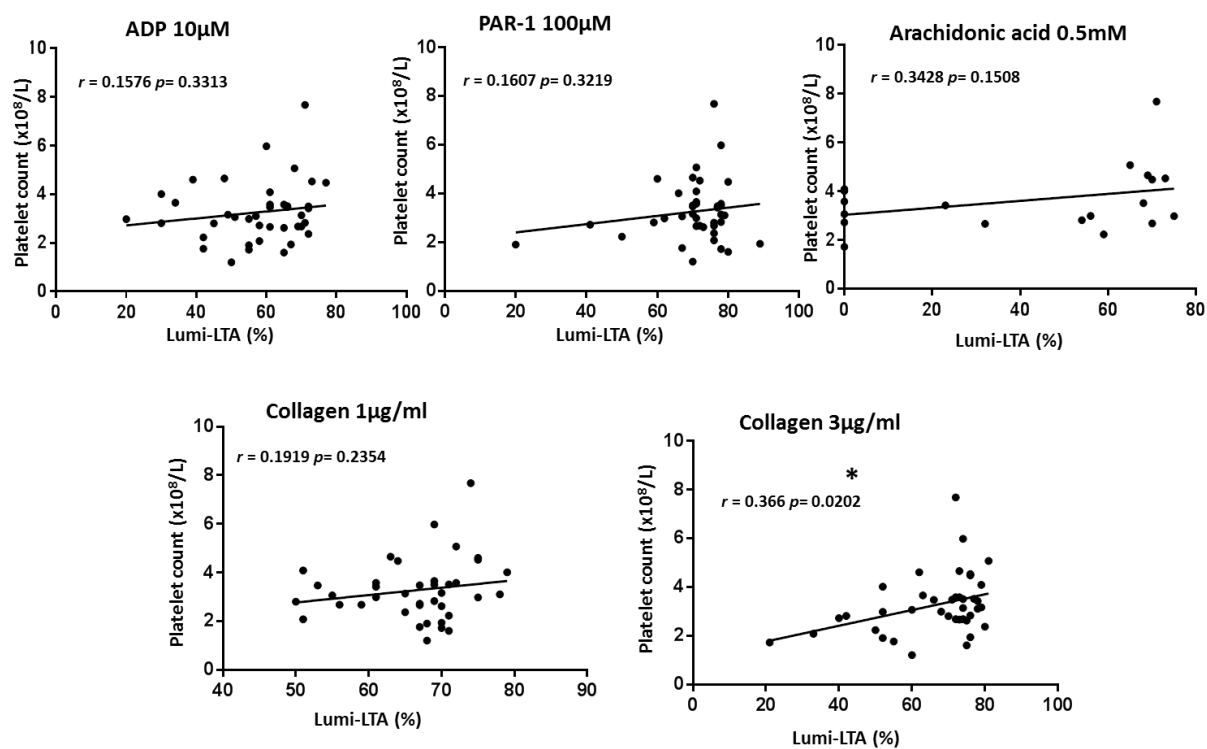 ADP 10µM
r = 0.1576 p= 0.3313
Platelet count (x10⁸/L)
10
8
6
4
2
0
0 20 40 60 80 100
Lumi-LTA (%)
PAR-1 100µM
r = 0.1607 p= 0.3219
Platelet count (x10⁸/L)
10
8
6
4
2
0
0 20 40 60 80 100
Lumi-LTA (%)
Arachidonic acid 0.5mM
r = 0.3428 p= 0.1508
Platelet count (x10⁸/L)
10
8
6
4
2
0
0 20 40 60 80
Lumi-LTA (%)
Collagen 1µg/ml
r = 0.1919 p= 0.2354
Platelet count (x10⁸/L)
10
8
6
4
2
0
40 50 60 70 80 90
Lumi-LTA (%)
Collagen 3µg/ml
*
r = 0.366 p= 0.0202
Platelet count (x10⁸/L)
10
8
6
4
2
0
0 20 40 60 80 100
Lumi-LTA (%)